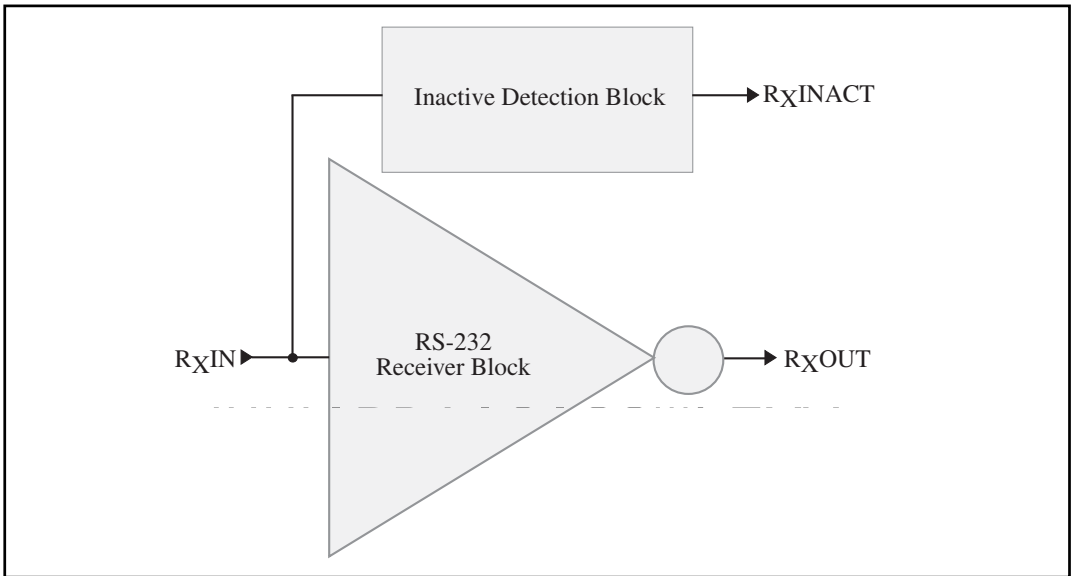 Inactive Detection Block
RXINACT
RS-232
Receiver Block
RXIN
RXOUT